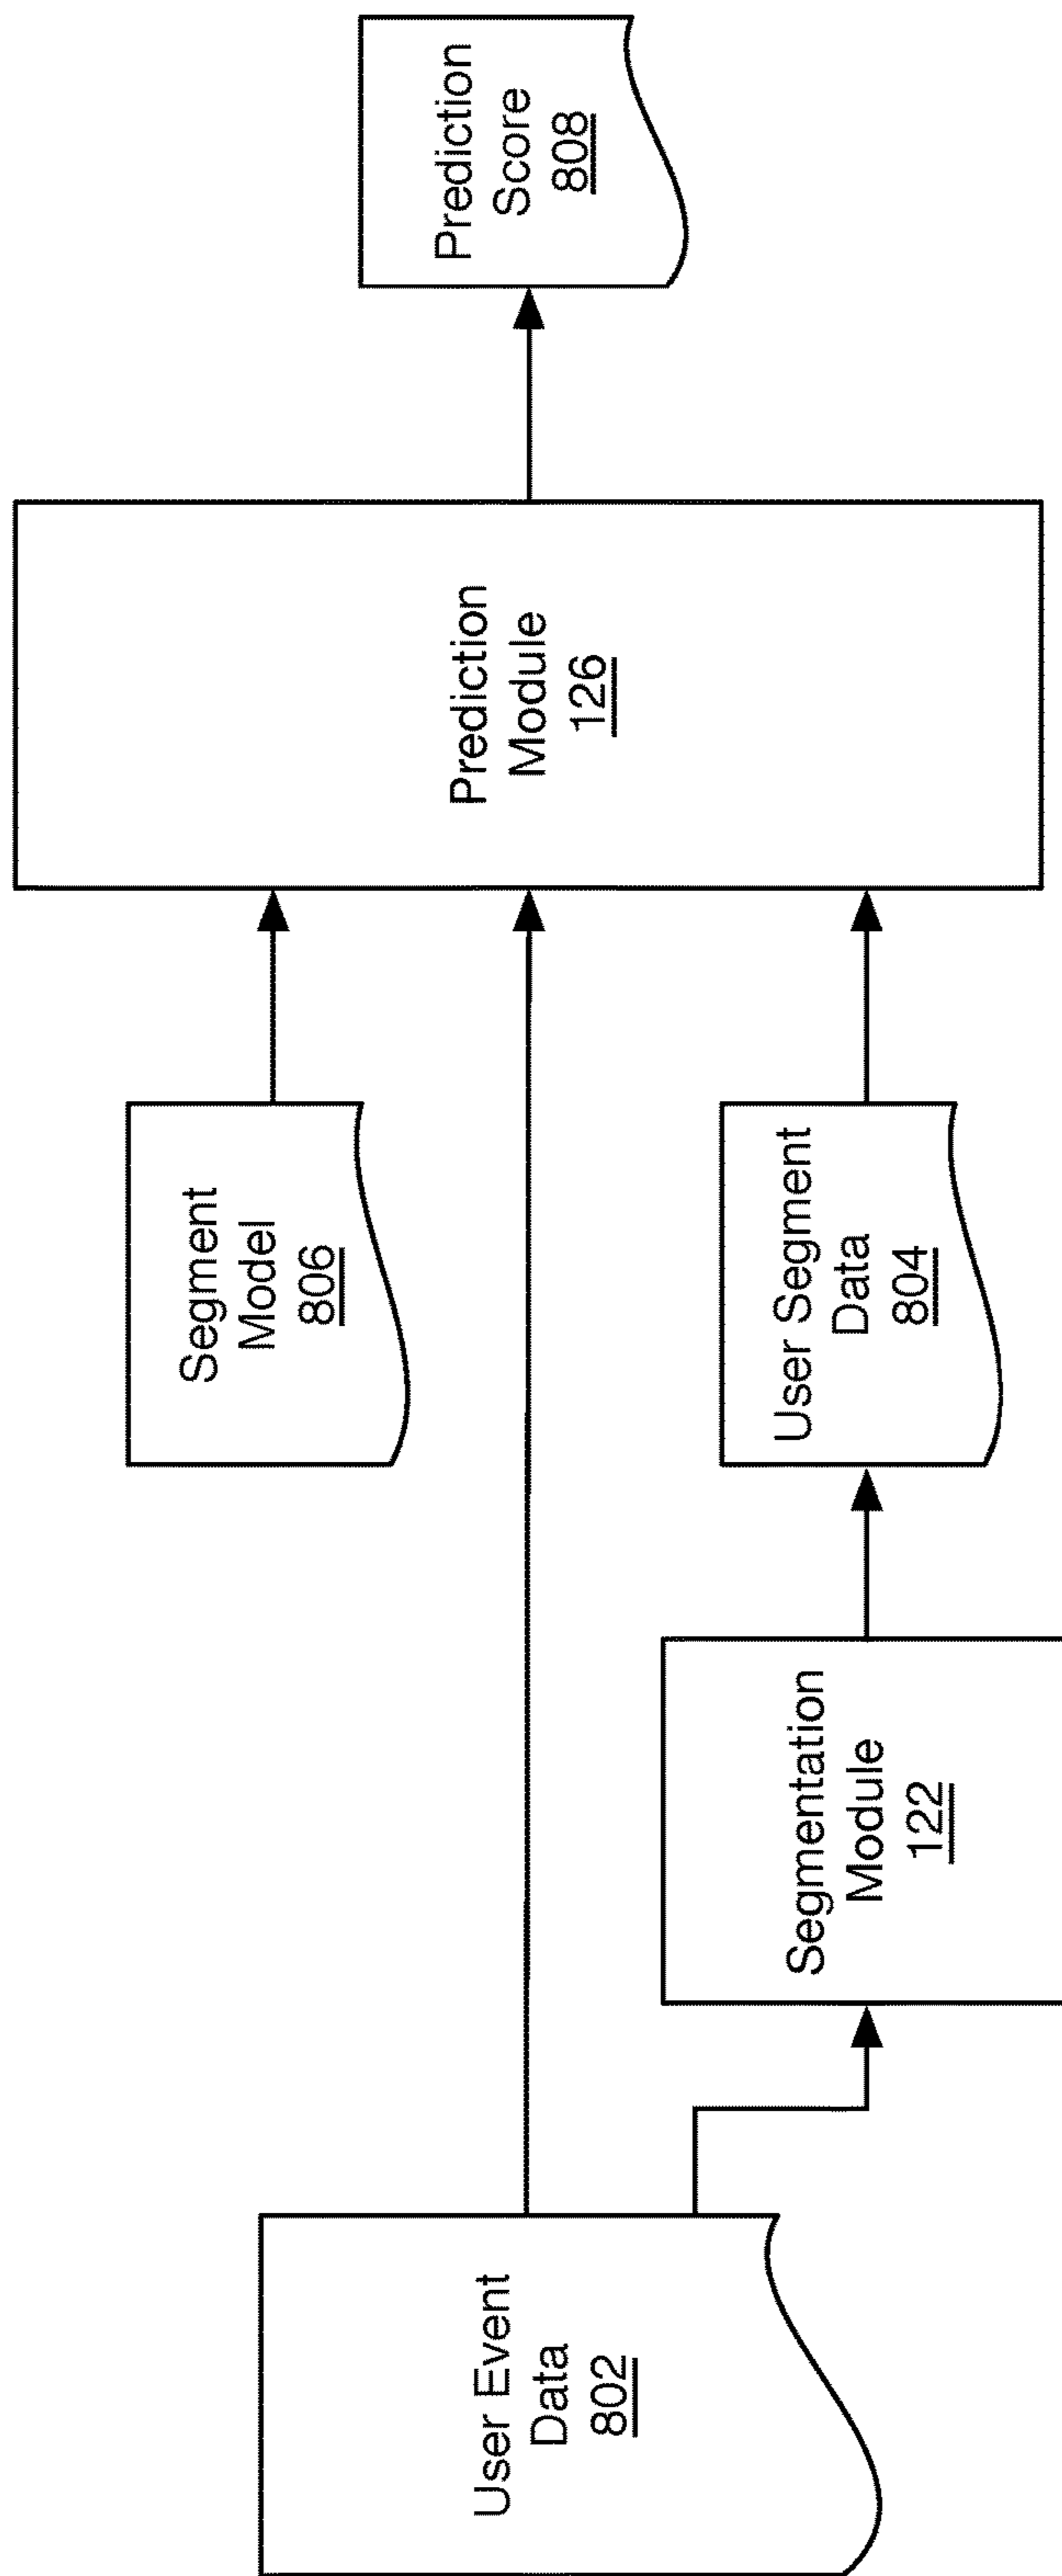 User Event
Data
802
Segmentation
Module
122
Segment
Model
806
User Segment
Data
804
Prediction
Module
126
Prediction
Score
808